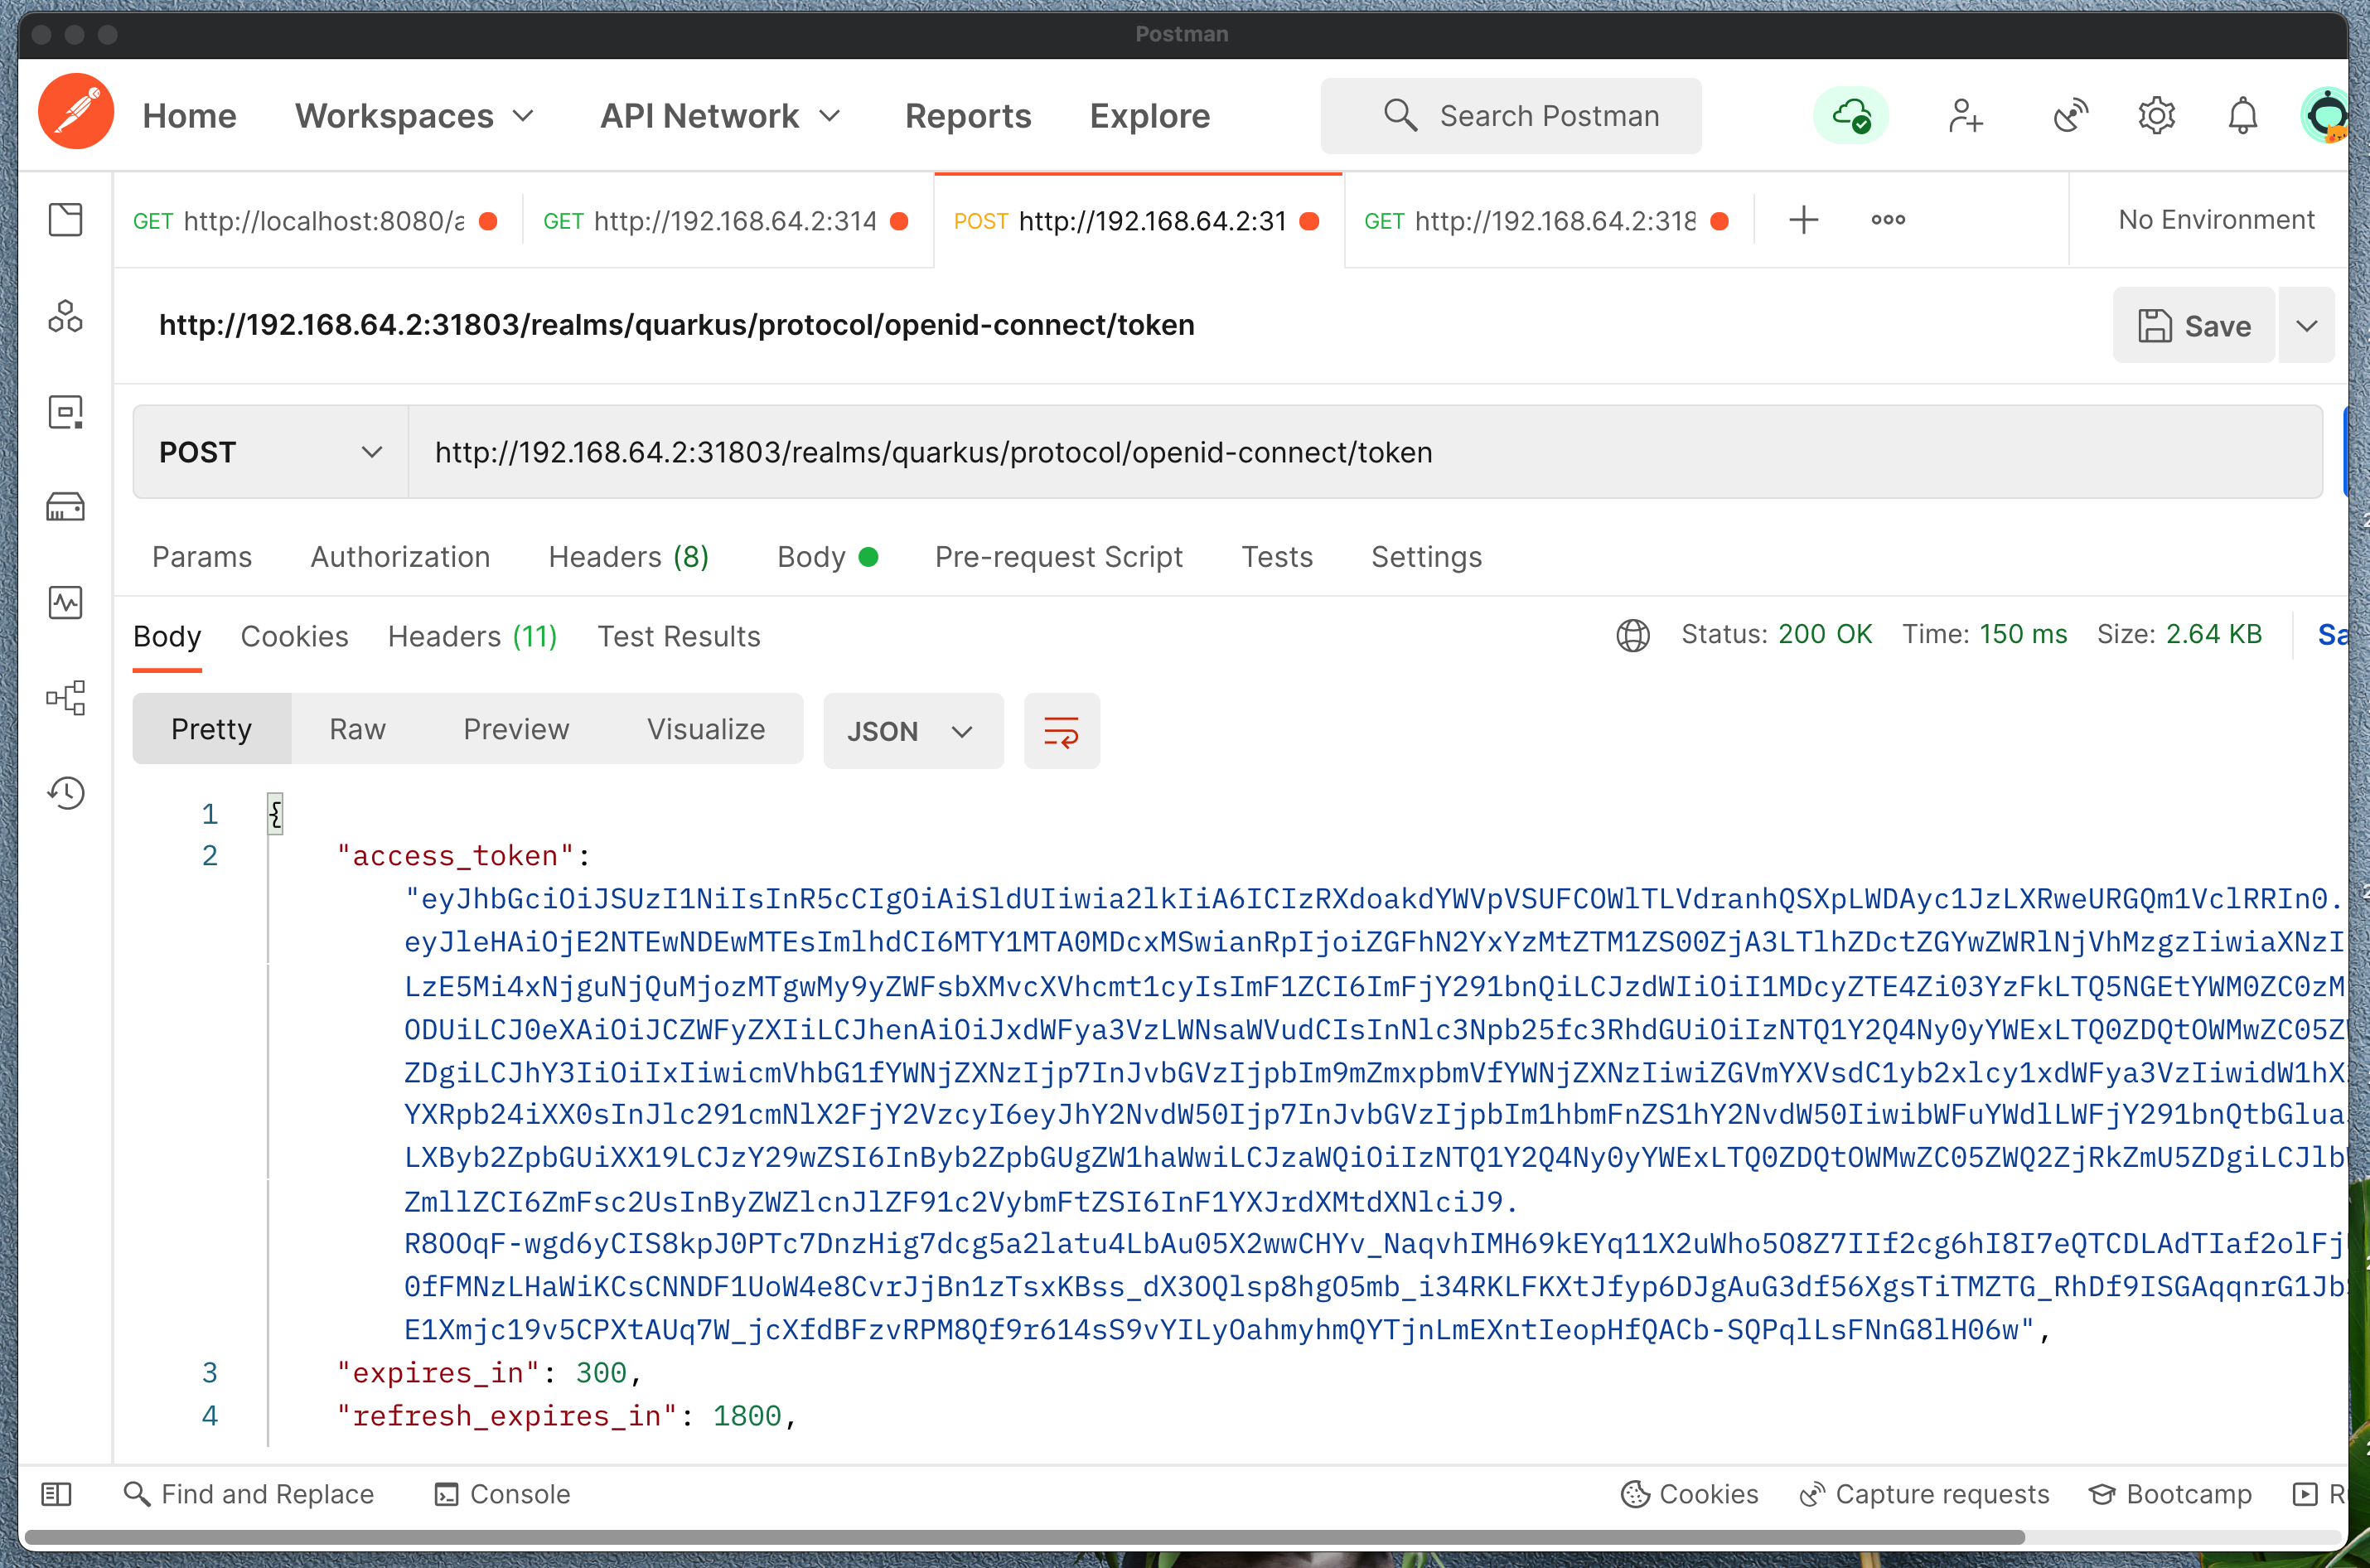 Postman
Home Workspaces API Network Reports Explore Search Postman
GET http://localhost:8080/a GET http://192.168.64.2:314 POST http://192.168.64.2:31 GET http://192.168.64.2:318 No Environment
http://192.168.64.2:31803/realms/quarkus/protocol/openid-connect/token
Save
POST http://192.168.64.2:31803/realms/quarkus/protocol/openid-connect/token
Params Authorization Headers (8) Body Pre-request Script Tests Settings
Body Cookies Headers (11) Test Results Status: 200 OK Time: 150 ms Size: 2.64 KB Sa
Pretty Raw Preview Visualize JSON
1 {
2 "access_token":
"eyJhbGciOiJSUzI1NiIsInR5cCIgOiAiSldUIiwia2lkIiA6ICIzRXdoakdYWVpVSUFCOWlTLVdranhQSXpLWDAyc1JzLXRweURGQm1VclRRIn0.
eyJleHAiOjE2NTEwNDEwMTEsImlhdCI6MTY1MTA0MDcxMSwianRpIjoiZGFhN2YxYzMtZTM1ZS00ZjA3LTlhZDctZGYwZWRlNjVhMzgzIiwiaXNzI
LzE5Mi4xNjguNjQuMjozMTgwMy9yZWFsbXMvcXVhcmt1cyIsImF1ZCI6ImFjY291bnQiLCJzdWIiOiI1MDcyZTE4Zi03YzFkLTQ5NGEtYWM0ZC0zM
ODUiLCJ0eXAiOiJCZWFyZXIiLCJhenAiOiJxdWFya3VzLWNsaWVudCIsInNlc3Npb25fc3RhdGUiOiIzNTQ1Y2Q4Ny0yYWExLTQ0ZDQtOWMwZC05Z
ZDgiLCJhY3IiOiIxIiwicmVhbG1fYWNjZXNzIjp7InJvbGVzIjpbIm9mZmxpbmVfYWNjZXNzIiwiZGVmYXVsdC1yb2xlcy1xdWFya3VzIiwidW1hX
YXRpb24iXX0sInJlc291cmNlX2FjY2VzcyI6eyJhY2NvdW50Ijp7InJvbGVzIjpbIm1hbmFnZS1hY2NvdW50IiwibWFuYWdlLWFjY291bnQtbGlua
LXByb2ZpbGUiXX19LCJzY29wZSI6InByb2ZpbGUgZW1haWwiLCJzaWQiOiIzNTQ1Y2Q4Ny0yYWExLTQ0ZDQtOWMwZC05ZWQ2ZjRkZmU5ZDgiLCJlb
ZmllZCI6ZmFsc2UsInByZWZlcnJlZF91c2VybmFtZSI6InF1YXJrdXMtdXNlciJ9.
R8OOqF-wgd6yCIS8kpJ0PTc7DnzHig7dcg5a2latu4LbAu05X2wwCHYv_NaqvhIMH69kEYq11X2uWho5O8Z7IIf2cg6hI8I7eQTCDLAdTIaf2olFj
0fFMNzLHaWiKCsCNNDF1UoW4e8CvrJjBn1zTsxKBss_dX3OQlsp8hgO5mb_i34RKLFKXtJfyp6DJgAuG3df56XgsTiTMZTG_RhDf9ISGAqqnrG1Jb
E1Xmjc19v5CPXtAUq7W_jcXfdBFzvRPM8Qf9r614sS9vYILyOahmyhmQYTjnLmEXntIeopHfQACb-SQPqlLsFNnG8lH06w",
3 "expires_in": 300,
4 "refresh_expires_in": 1800,
Find and Replace Console Cookies Capture requests Bootcamp